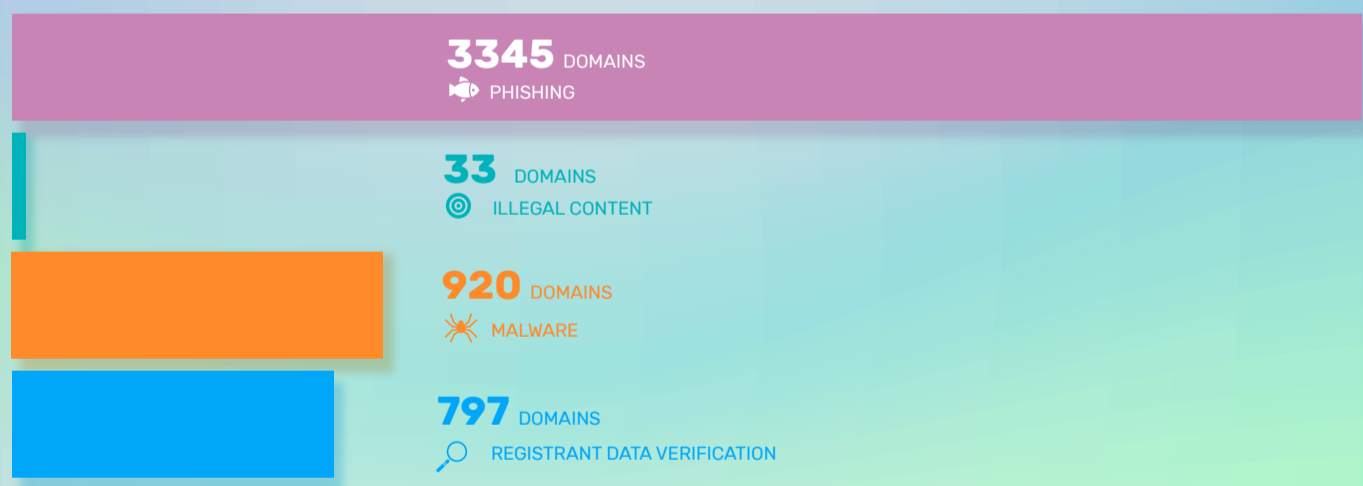 3345 DOMAINS
PHISHING
33 DOMAINS
ILLEGAL CONTENT
920 DOMAINS
MALWARE
797 DOMAINS
REGISTRANT DATA VERIFICATION